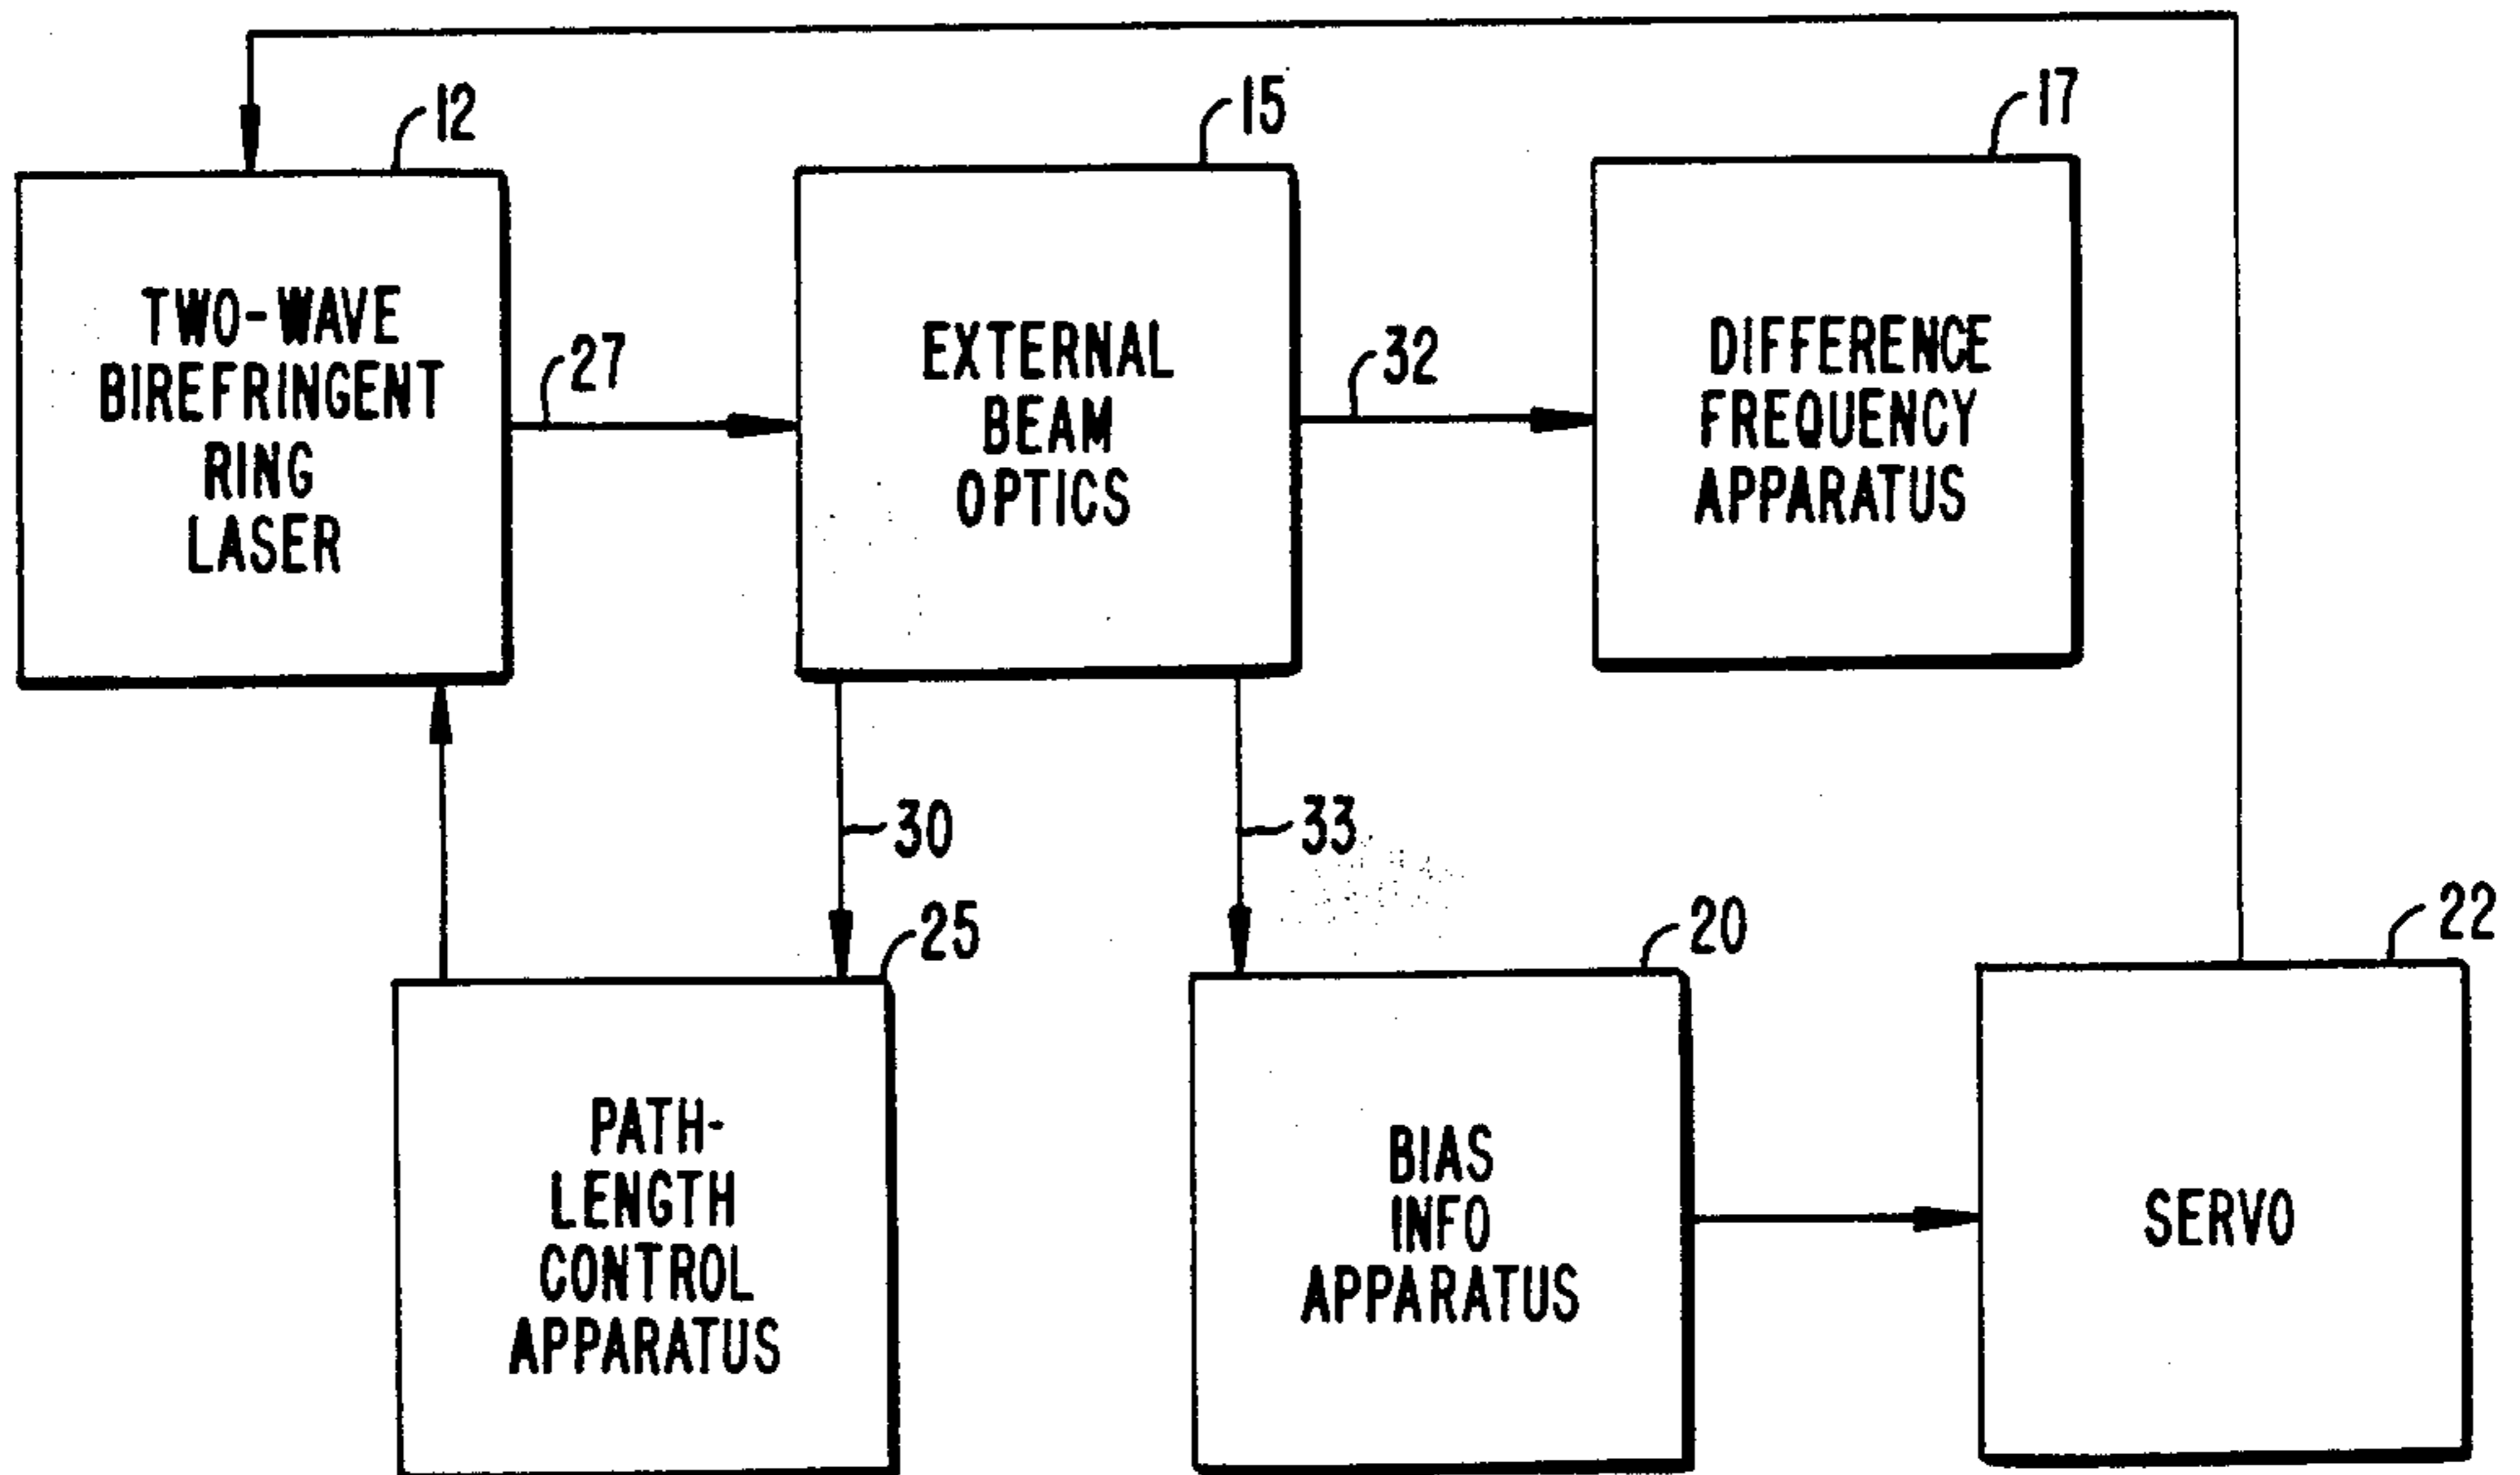 12
15
17
TWO-WAVE
BIREFRINGENT
RING
LASER
27
EXTERNAL
BEAM
OPTICS
32
DIFFERENCE
FREQUENCY
APPARATUS
30
33
25
20
22
PATH-
LENGTH
CONTROL
APPARATUS
BIAS
INFO
APPARATUS
SERVO